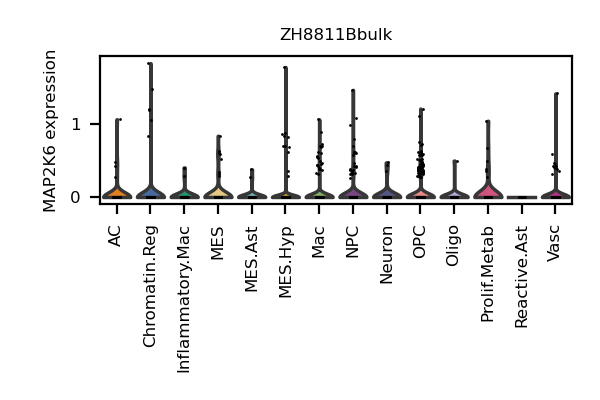 ZH8811Bbulk
MAP2K6 expression
1
0
AC
Chromatin.Reg
Inflammatory.Mac
MES
MES.Ast
MES.Hyp
Mac
NPC
Neuron
OPC
Oligo
Prolif.Metab
Reactive.Ast
Vasc